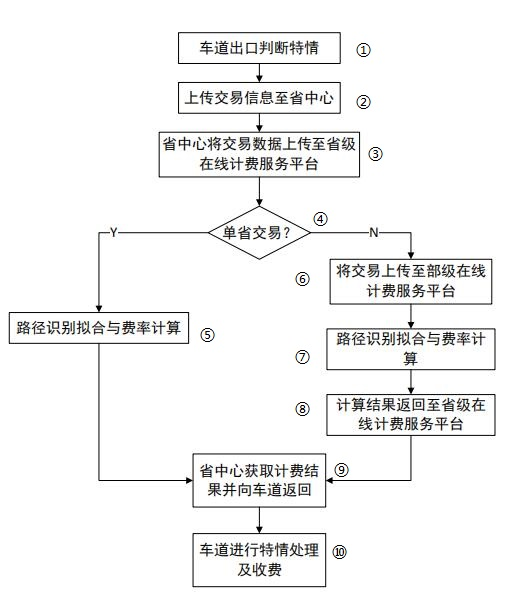 车道出口判断特情
①
上传交易信息至省中心
②
省中心将交易数据上传至省级
在线计费服务平台
③
单省交易？
④
Y
N
⑥
将交易上传至部级在线
计费服务平台
路径识别拟合与费率计算
⑤
⑦
路径识别拟合与费率计
算
⑧
计算结果返回至省级在
线计费服务平台
省中心获取计费结
果并向车道返回
⑨
车道进行特情处理
及收费
⑩